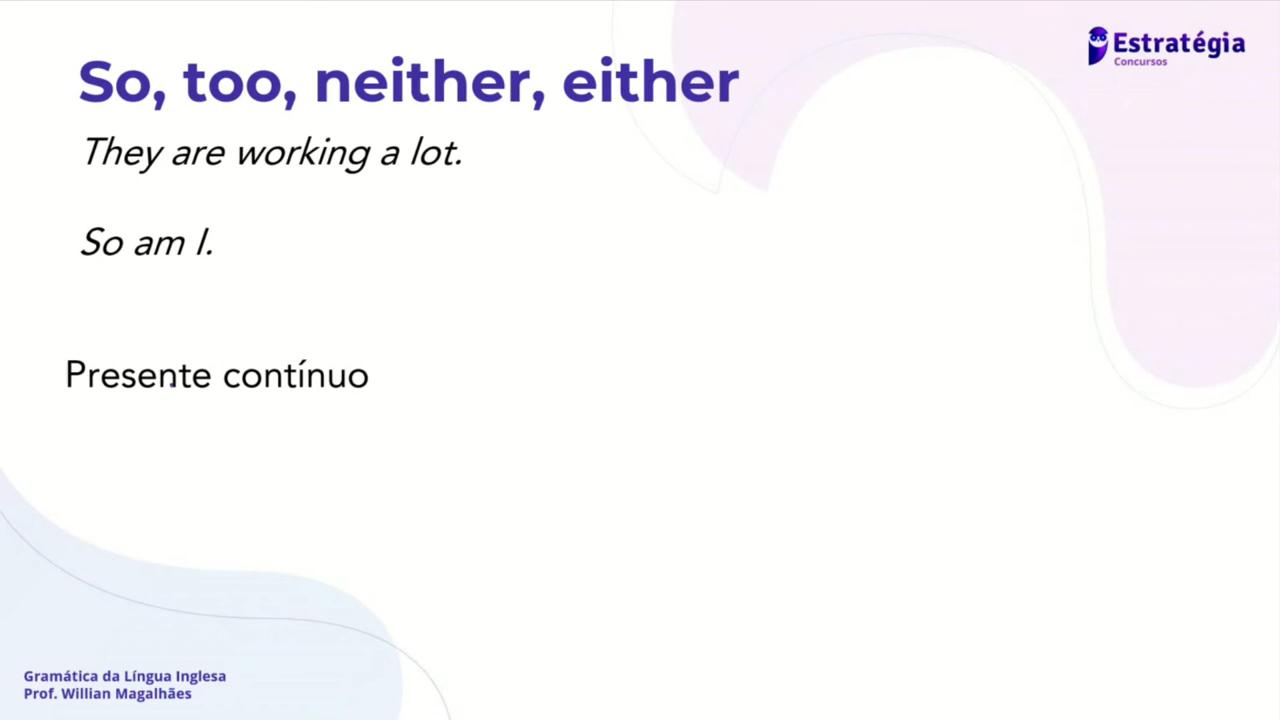 Estratégia
Concursos
So, too, neither, either
They are working a lot.
So am I.
Presente contínuo
Gramática da Língua Inglesa
Prof. Willian Magalhães